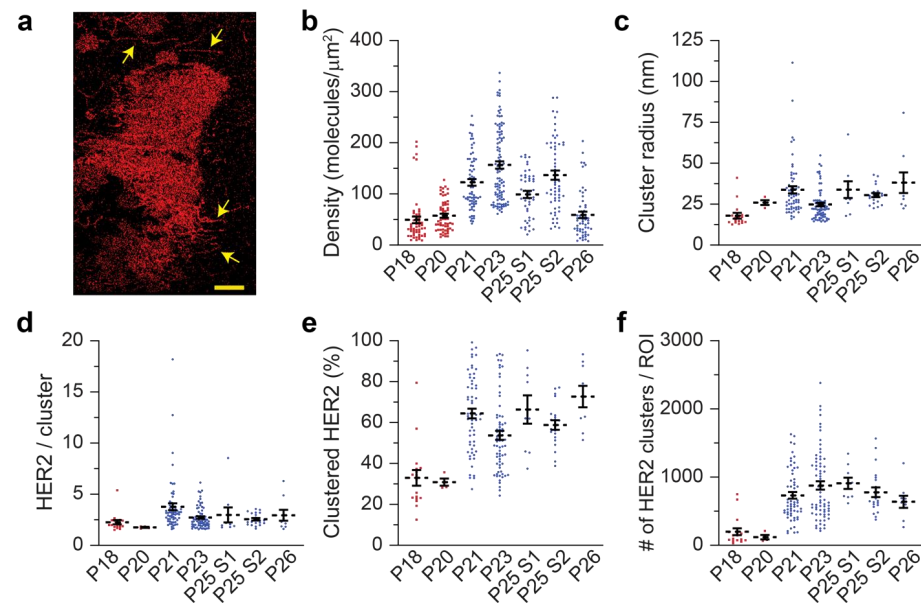 a
b
Density (molecules/μm²)
400
300
200
100
0
P18
P20
P21
P23
P25 S1
P25 S2
P26
c
Cluster radius (nm)
125
100
75
50
25
0
P18
P20
P21
P23
P25 S1
P25 S2
P26
d
HER2 / cluster
20
15
10
5
0
P18
P20
P21
P23
P25 S1
P25 S2
P26
e
Clustered HER2 (%)
100
80
60
40
20
0
P18
P20
P21
P23
P25 S1
P25 S2
P26
f
# of HER2 clusters / ROI
3000
2000
1000
0
P18
P20
P21
P23
P25 S1
P25 S2
P26